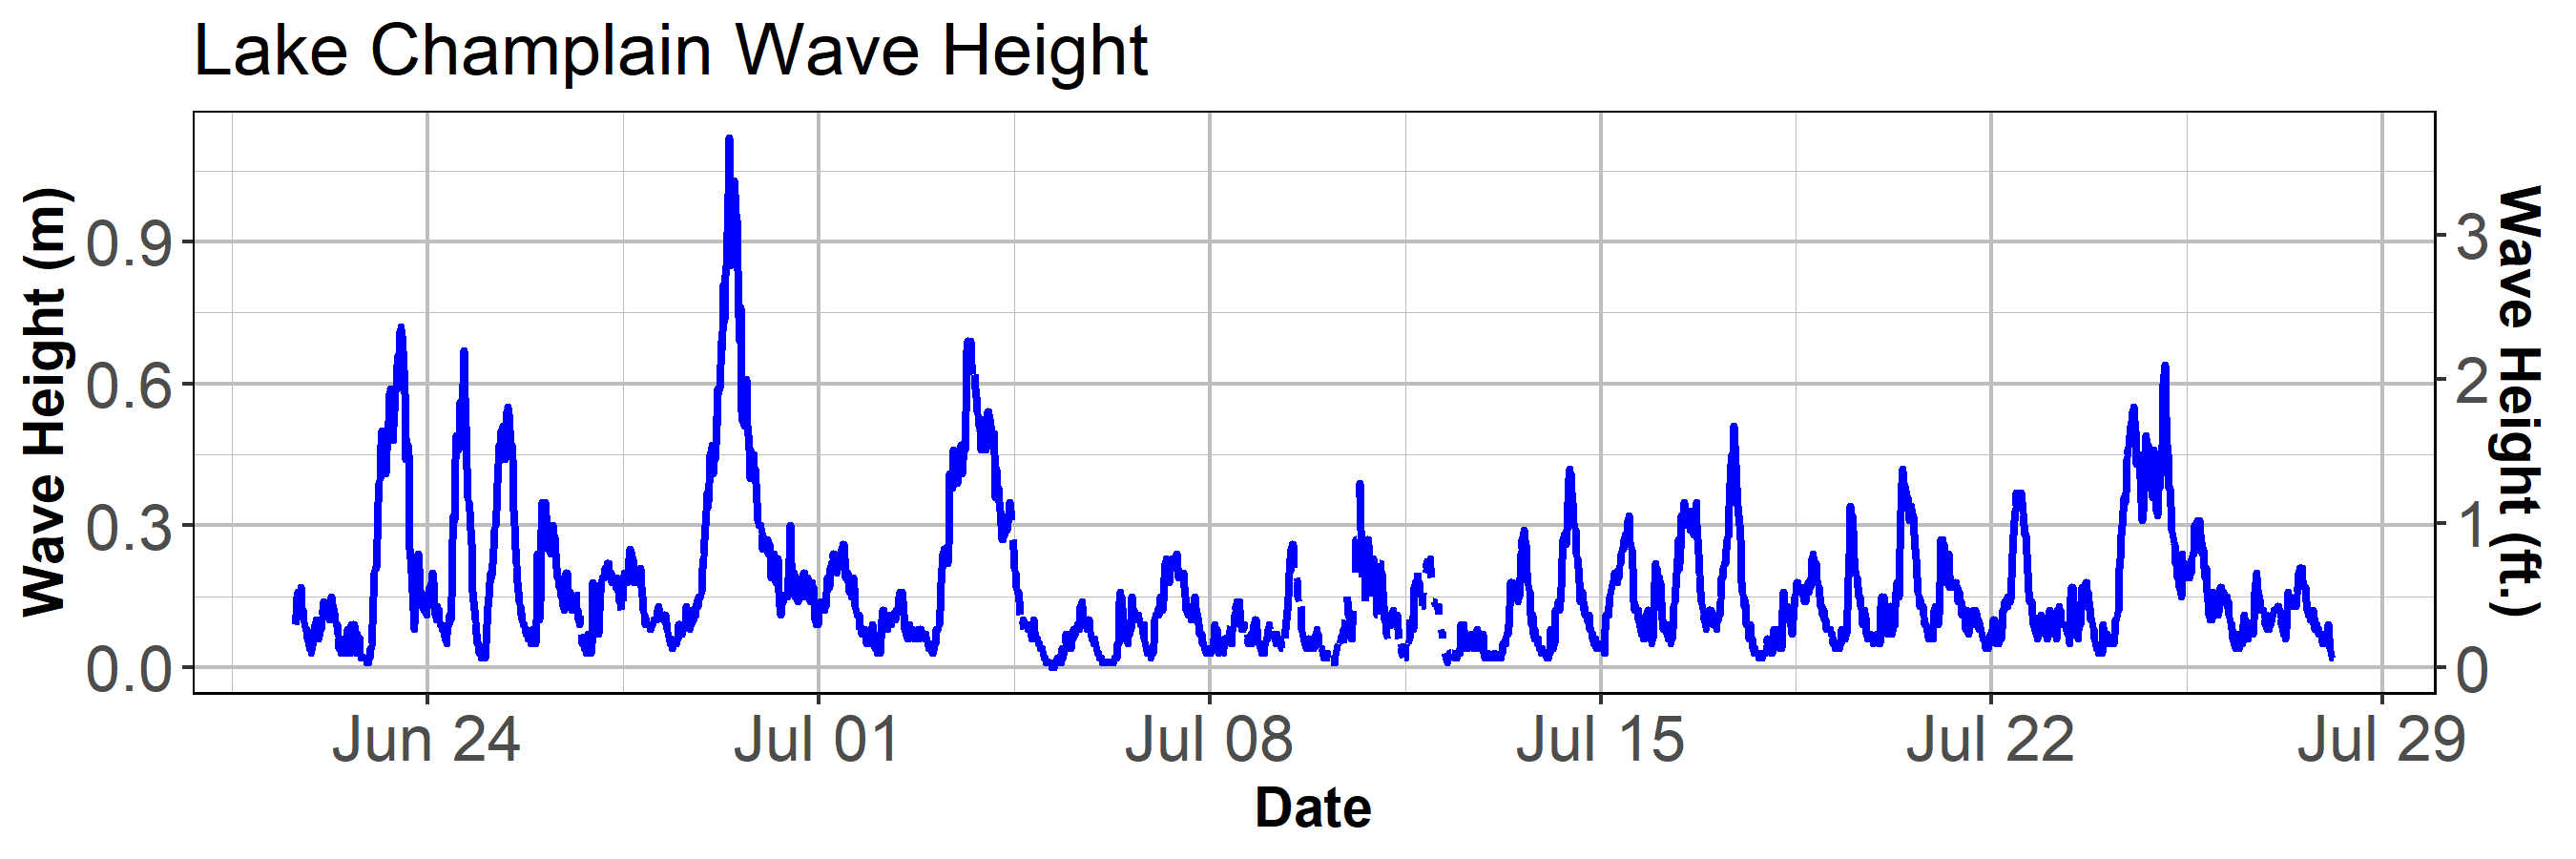 Lake Champlain Wave Height
Wave Height (m)
0.9
0.6
0.3
0.0
3
2
1
0
Wave Height (ft.)
Jun 24
Jul 01
Jul 08
Jul 15
Jul 22
Jul 29
Date